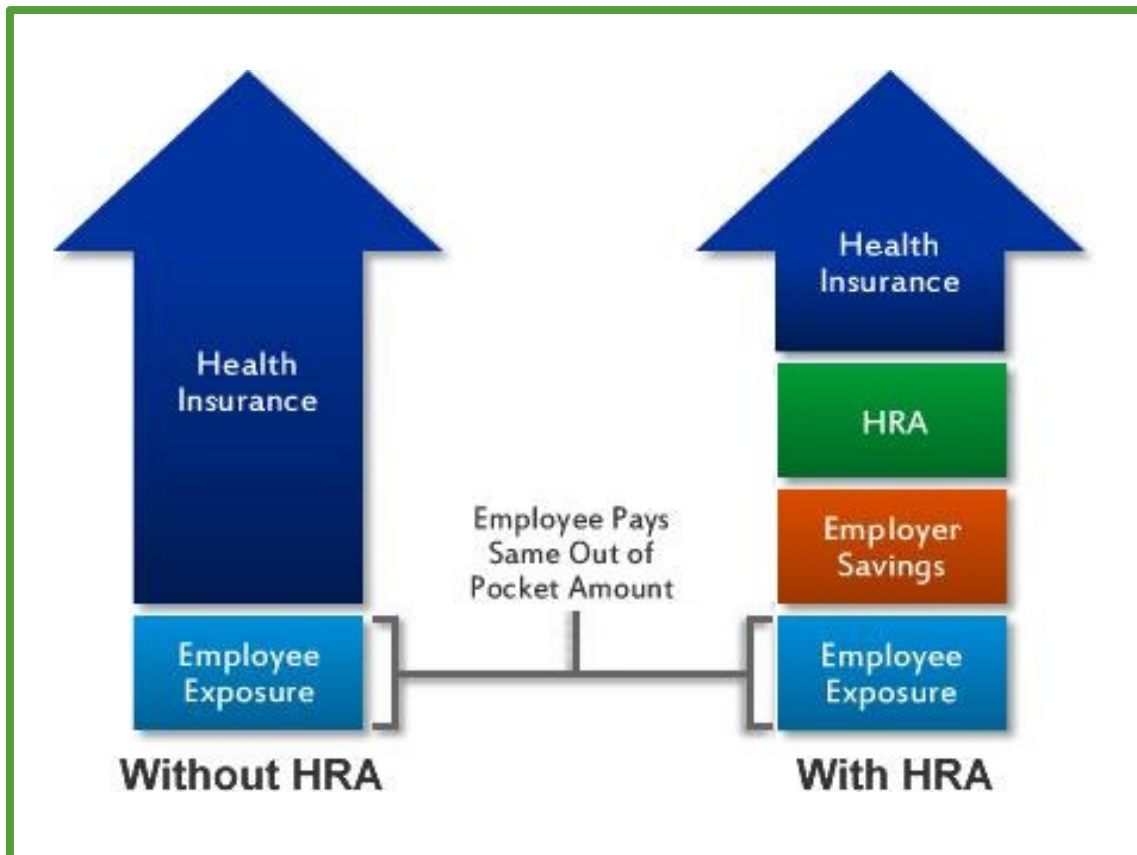 Health
Insurance
Employee
Exposure
Without HRA
Employee Pays
Same Out of
Pocket Amount
Health
Insurance
HRA
Employer
Savings
Employee
Exposure
With HRA